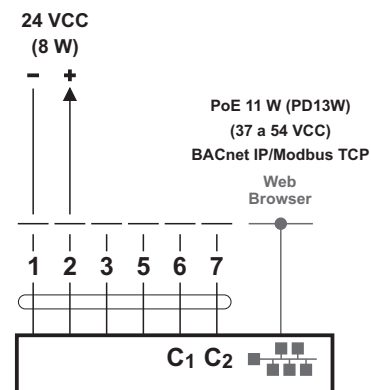 24 VCC
(8 W)
- +
PoE 11 W (PD13W)
(37 a 54 VCC)
BACnet IP/Modbus TCP
Web
Browser
1 2 3 5 6 7
C1 C2